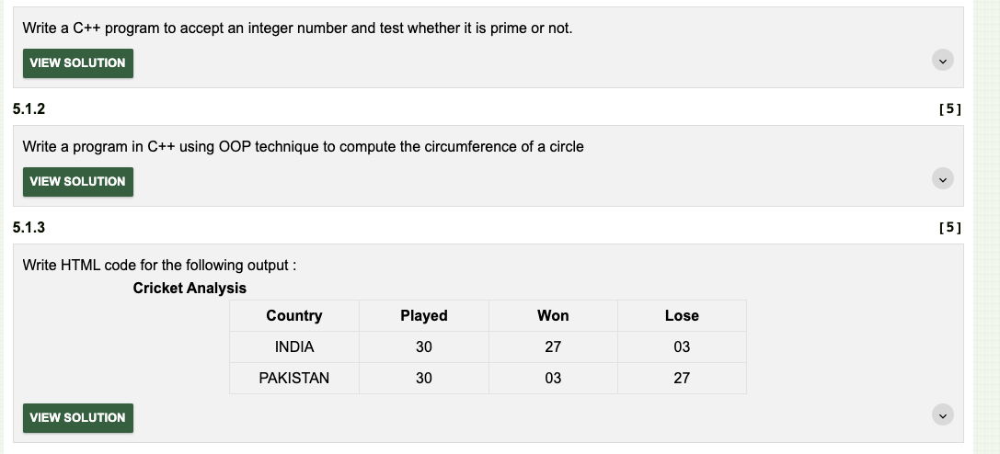 Write a C++ program to accept an integer number and test whether it is prime or not.
VIEW SOLUTION
5.1.2 [5]
Write a program in C++ using OOP technique to compute the circumference of a circle
VIEW SOLUTION
5.1.3 [5]
Write HTML code for the following output :
Cricket Analysis
Country Played Won Lose
INDIA 30 27 03
PAKISTAN 30 03 27
VIEW SOLUTION